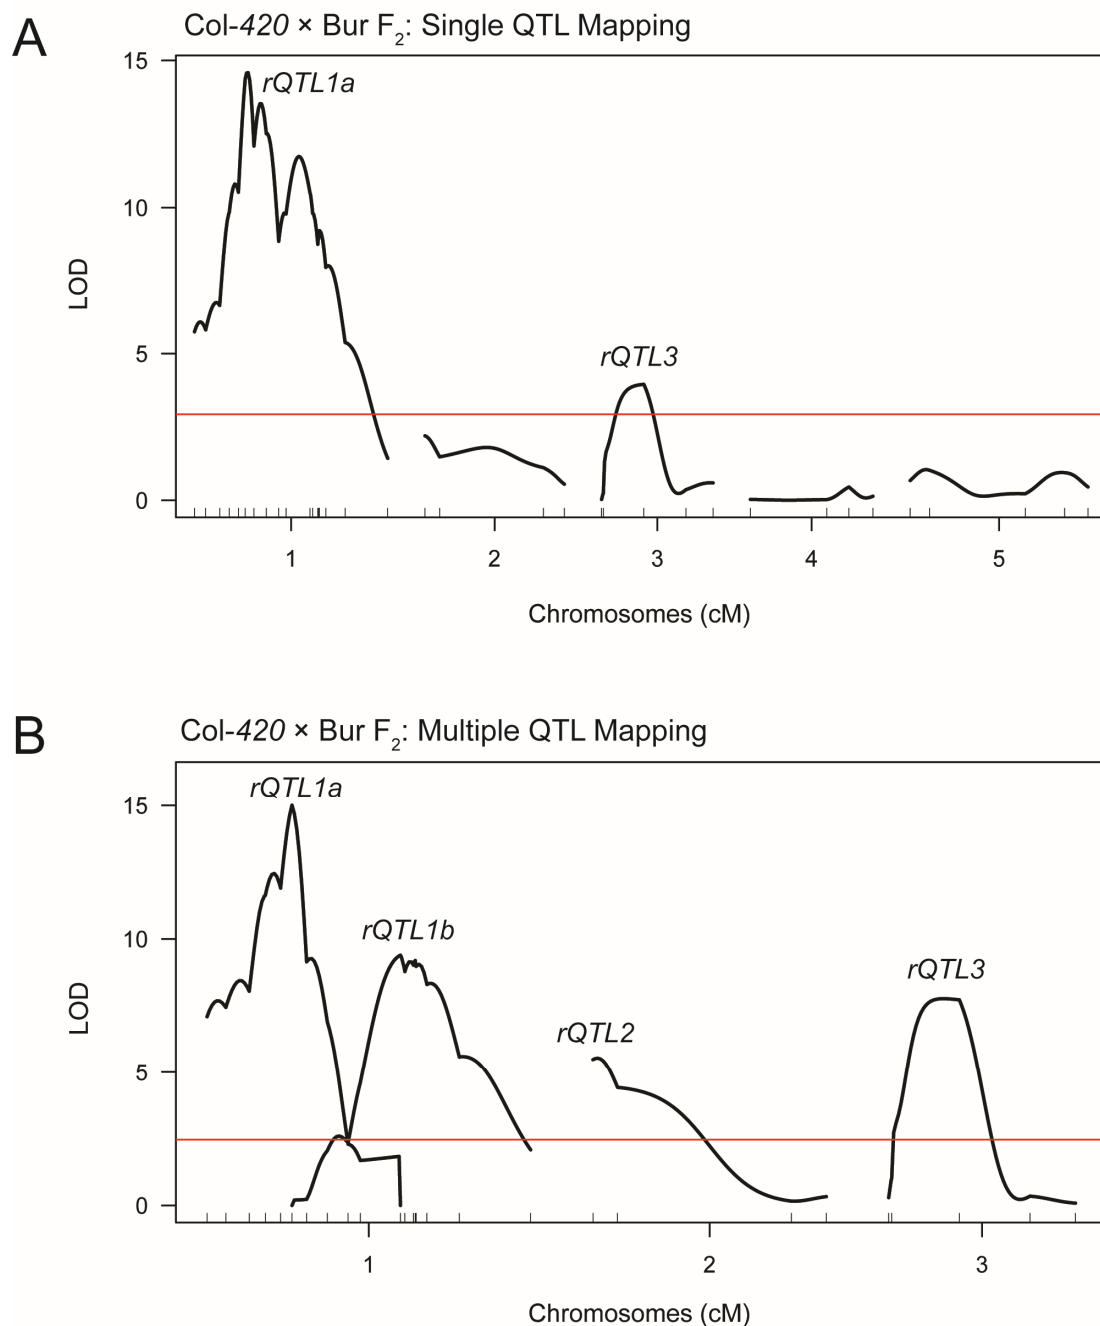 A
Col-420 × Bur F2: Single QTL Mapping
15
10
5
0
LOD
rQTL1a
rQTL3
1 2 3 4 5
Chromosomes (cM)
B
Col-420 × Bur F2: Multiple QTL Mapping
15
10
5
0
LOD
rQTL1a
rQTL1b
rQTL2
rQTL3
1 2 3
Chromosomes (cM)